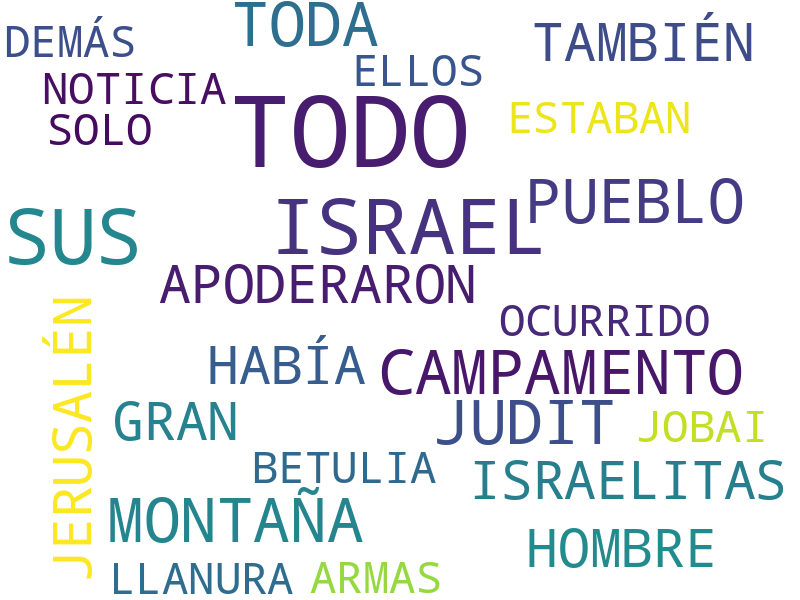 TODA
DEMÁS
TAMBIÉN
ELLOS
NOTICIA
TODO
ESTABAN
SOLO
PUEBLO
SUS
ISRAEL
APODERARON
JERUSALÉN
OCURRIDO
HABÍA
CAMPAMENTO
GRAN
JUDIT
JOBAI
BETULIA
ISRAELITAS
MONTAÑA
HOMBRE
LLANURA
ARMAS